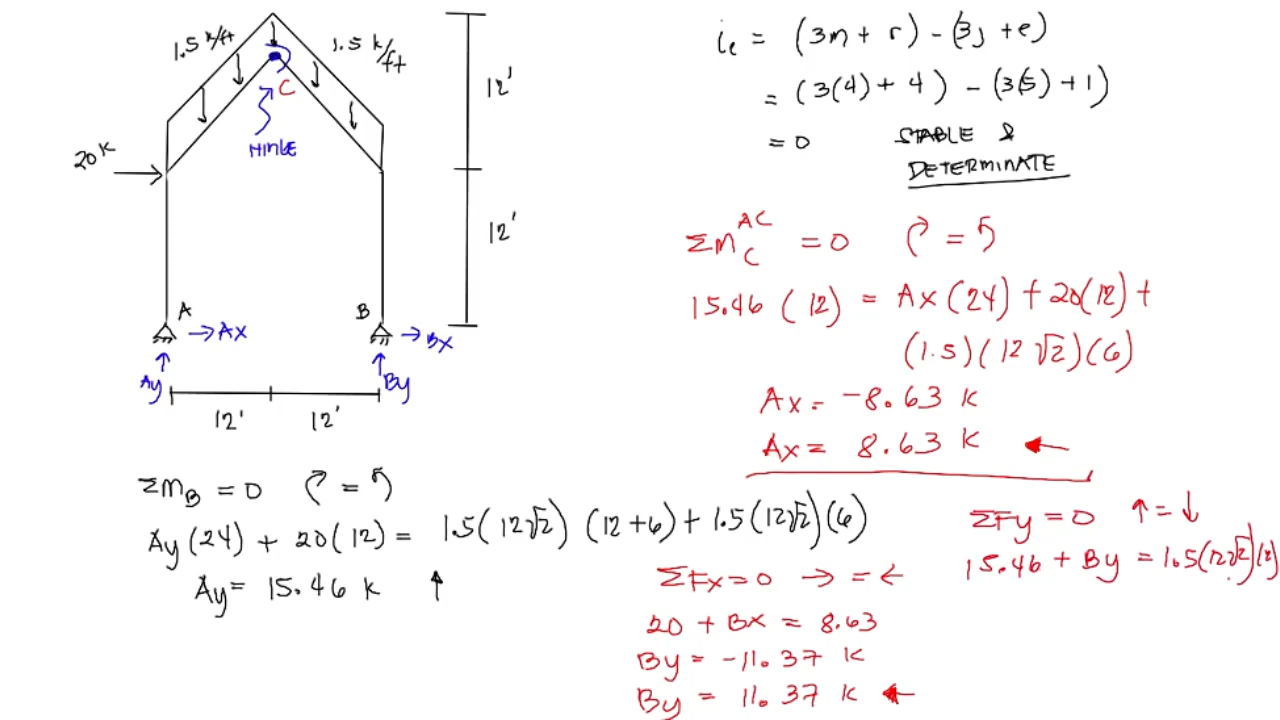 1.5 k/ft
1.5 k/ft
C
HINGE
20 K
12'
12'
A
B
Ax
Bx
Ay
By
12'
12'
ie = (3m + r) - (3j + e)
= (3(4) + 4) - (3(5) + 1)
= 0 STABLE &
DETERMINATE
ΣM_C^AC = 0 ↱ = ↰
15.46 (12) = Ax (24) + 20(12) +
(1.5)(12 √2)(6)
Ax = -8.63 K
Ax = 8.63 K ←
ΣM_B = 0 ↱ = ↰
Ay (24) + 20(12) = 1.5(12√2) (12+6) + 1.5(12√2)(6)
Ay = 15.46 K ↑
ΣFx = 0 → = ←
20 + Bx = 8.63
By = -11.37 K
By = 11.37 K ←
ΣFy = 0 ↑ = ↓
15.46 + By = 1.5(12√2)(2)